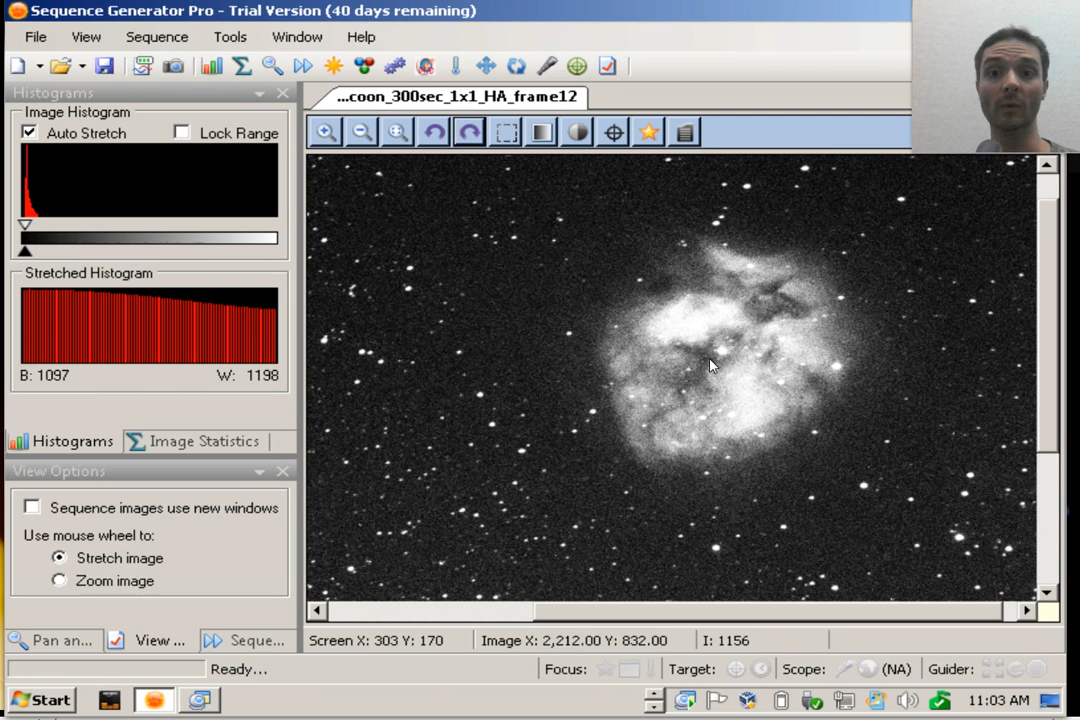 Sequence Generator Pro - Trial Version (40 days remaining)
File View Sequence Tools Window Help
Histograms
...coon_300sec_1x1_HA_frame12
Image Histogram
Auto Stretch Lock Range
Stretched Histogram
B: 1097 W: 1198
Histograms Image Statistics
View Options
Sequence images use new windows
Use mouse wheel to:
Stretch image
Zoom image
Pan an... View ... Seque...
Screen X: 303 Y: 170 Image X: 2,212.00 Y: 832.00 I: 1156
Ready... Focus: Target: Scope: (NA) Guider:
Start 11:03 AM